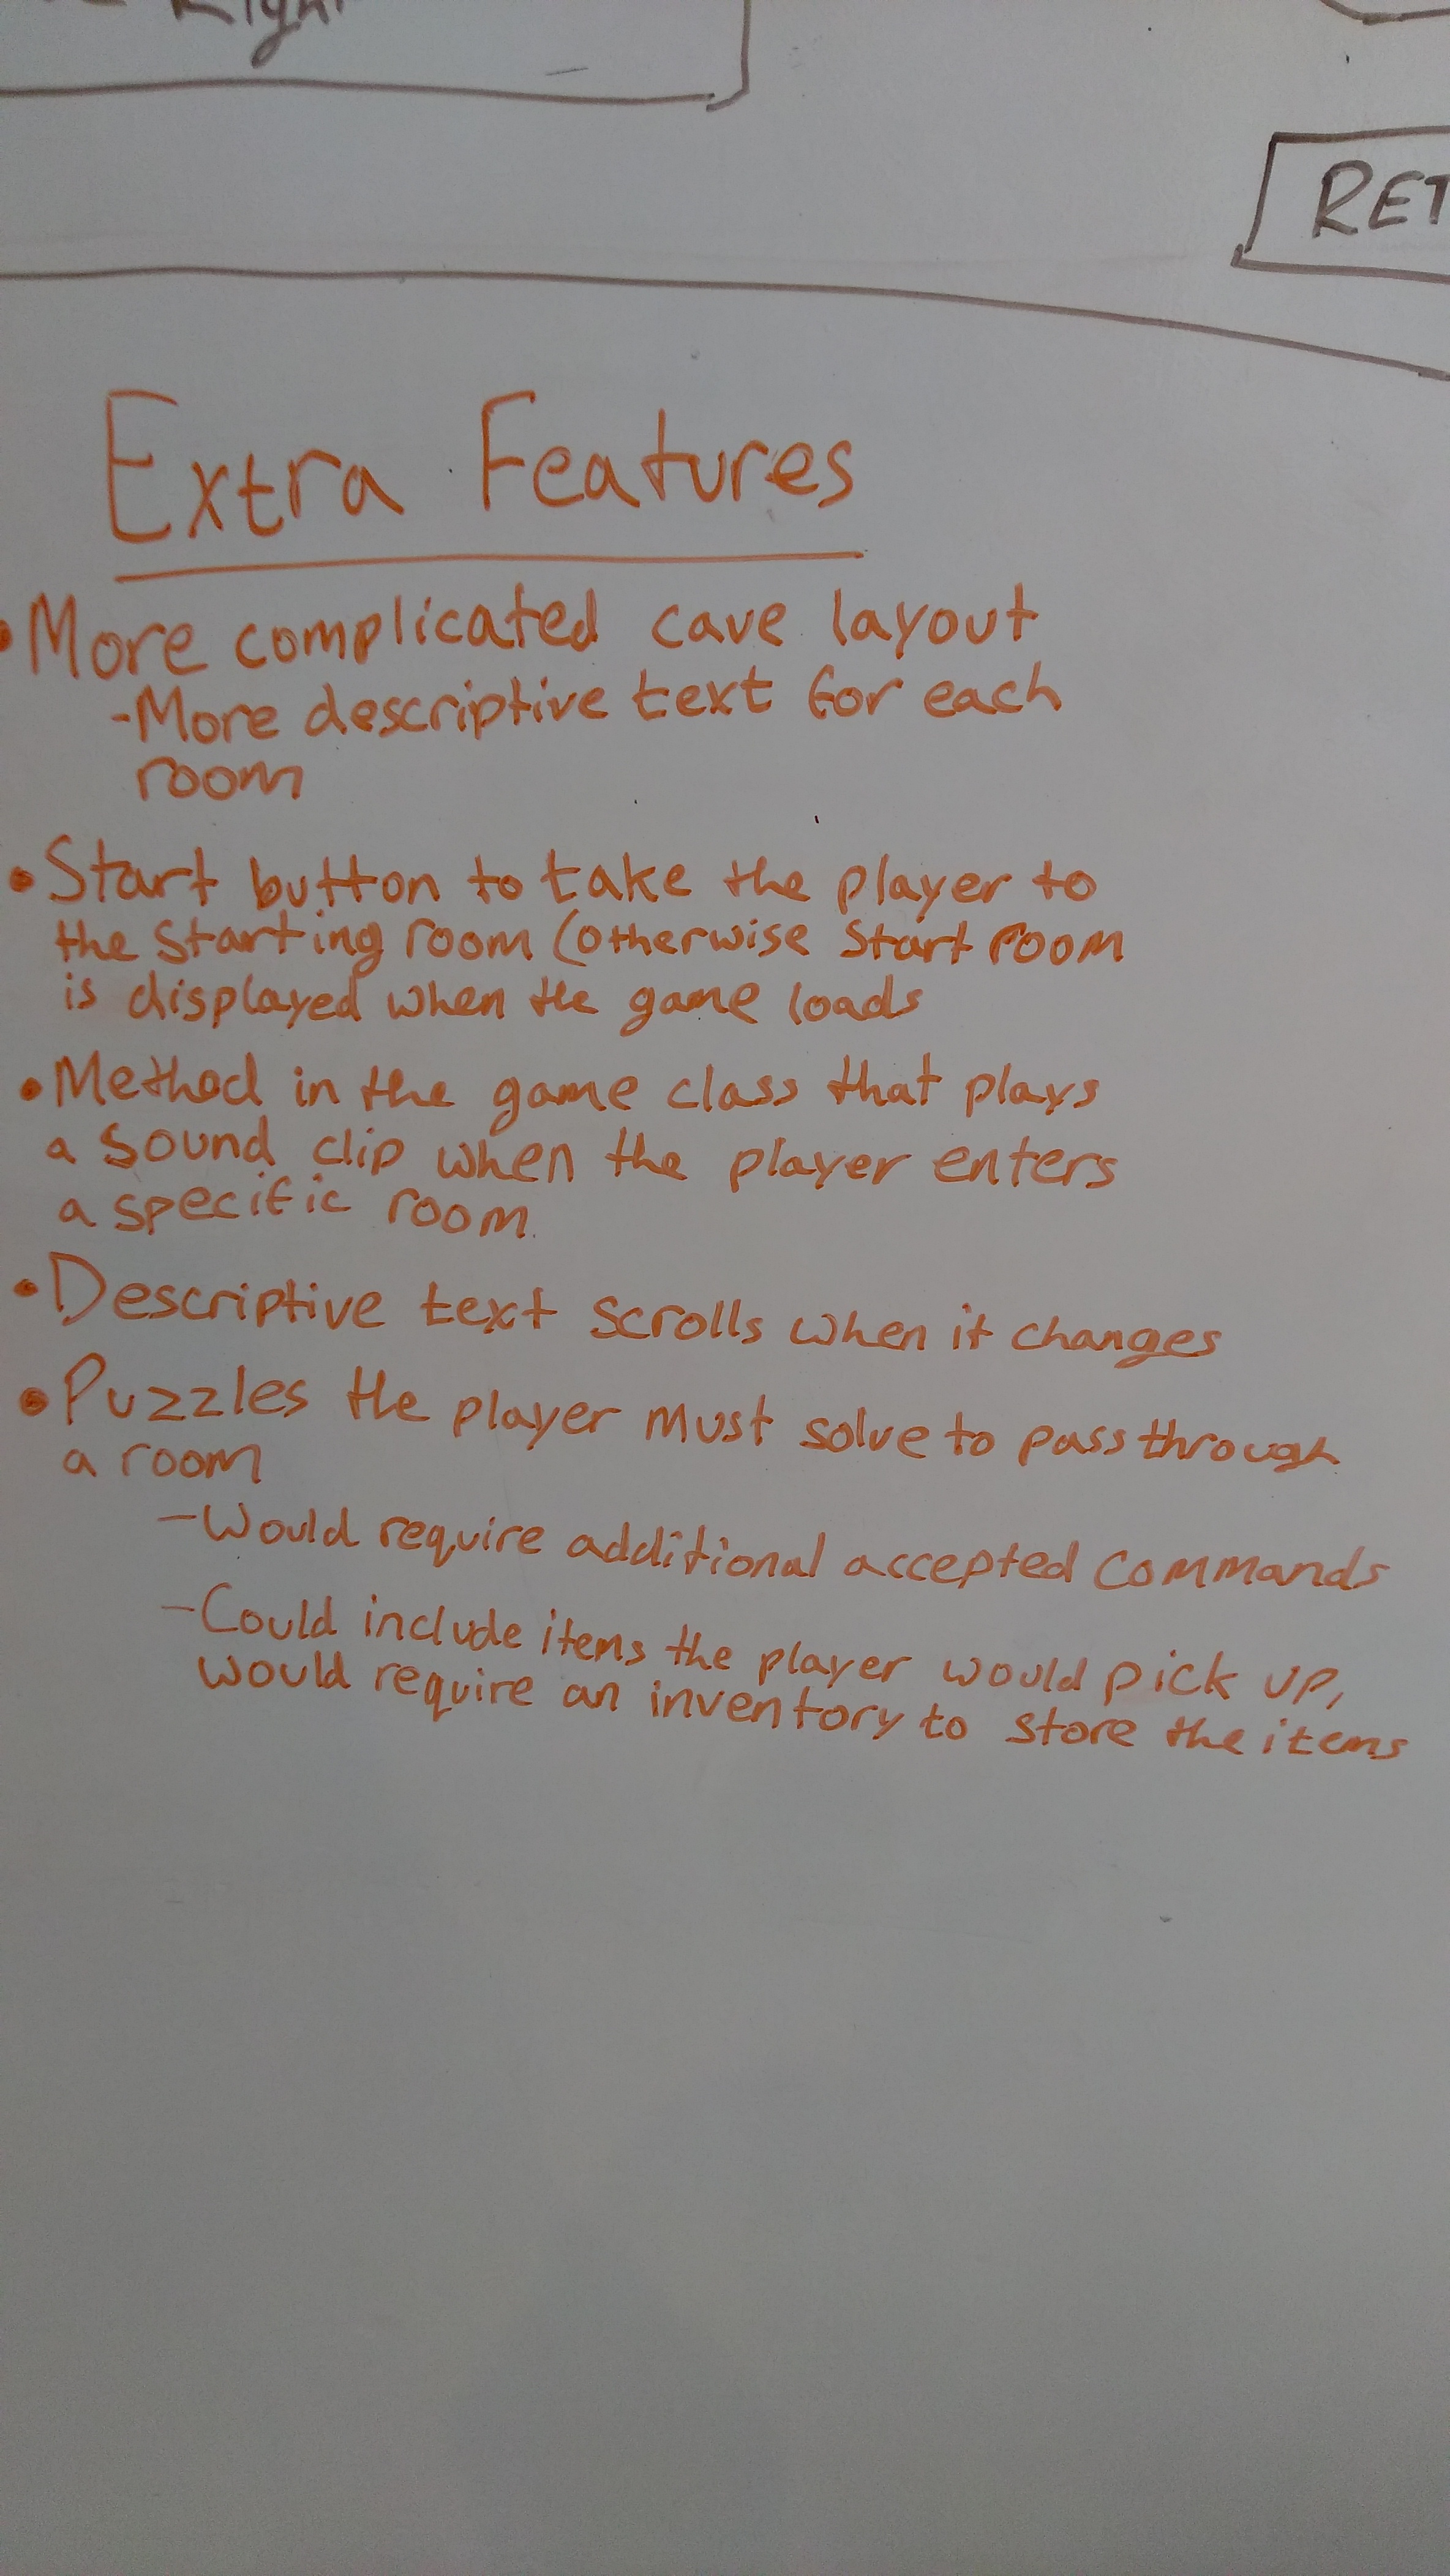 Right
RET
Extra Features
• More complicated cave layout
-More descriptive text for each
room
• Start button to take the player to
the starting room (otherwise start room
is displayed when the game loads
• Method in the game class that plays
a sound clip when the player enters
a specific room.
• Descriptive text scrolls when it changes
• Puzzles the player must solve to pass through
a room
-Would require additional accepted commands
-Could include items the player would pick up,
would require an inventory to store the items